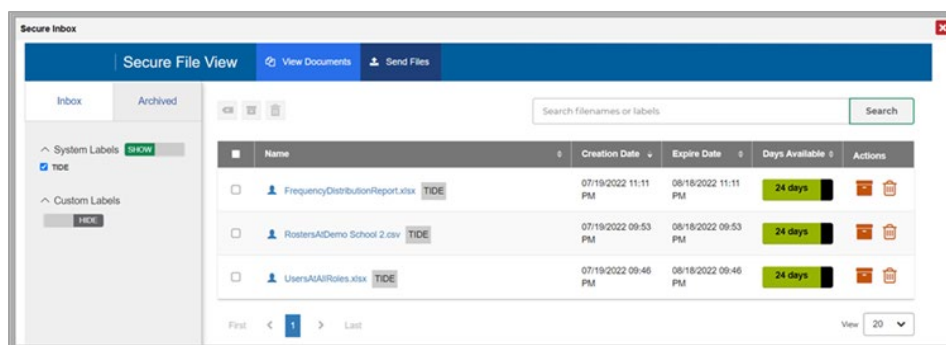 Secure Inbox
Secure File View
View Documents
Send Files
Inbox
Archived
Search filenames or labels
Search
System Labels SHOW
TIDE
Custom Labels
HIDE
Name
Creation Date
Expire Date
Days Available
Actions
FrequencyDistributionReport.xlsx TIDE
07/19/2022 11:11
PM
08/18/2022 11:11
PM
24 days
RostersAtDemo School 2.csv TIDE
07/19/2022 09:53
PM
08/18/2022 09:53
PM
24 days
UsersAtAllRoles.xlsx TIDE
07/19/2022 09:46
PM
08/18/2022 09:46
PM
24 days
First
1
Last
View 20